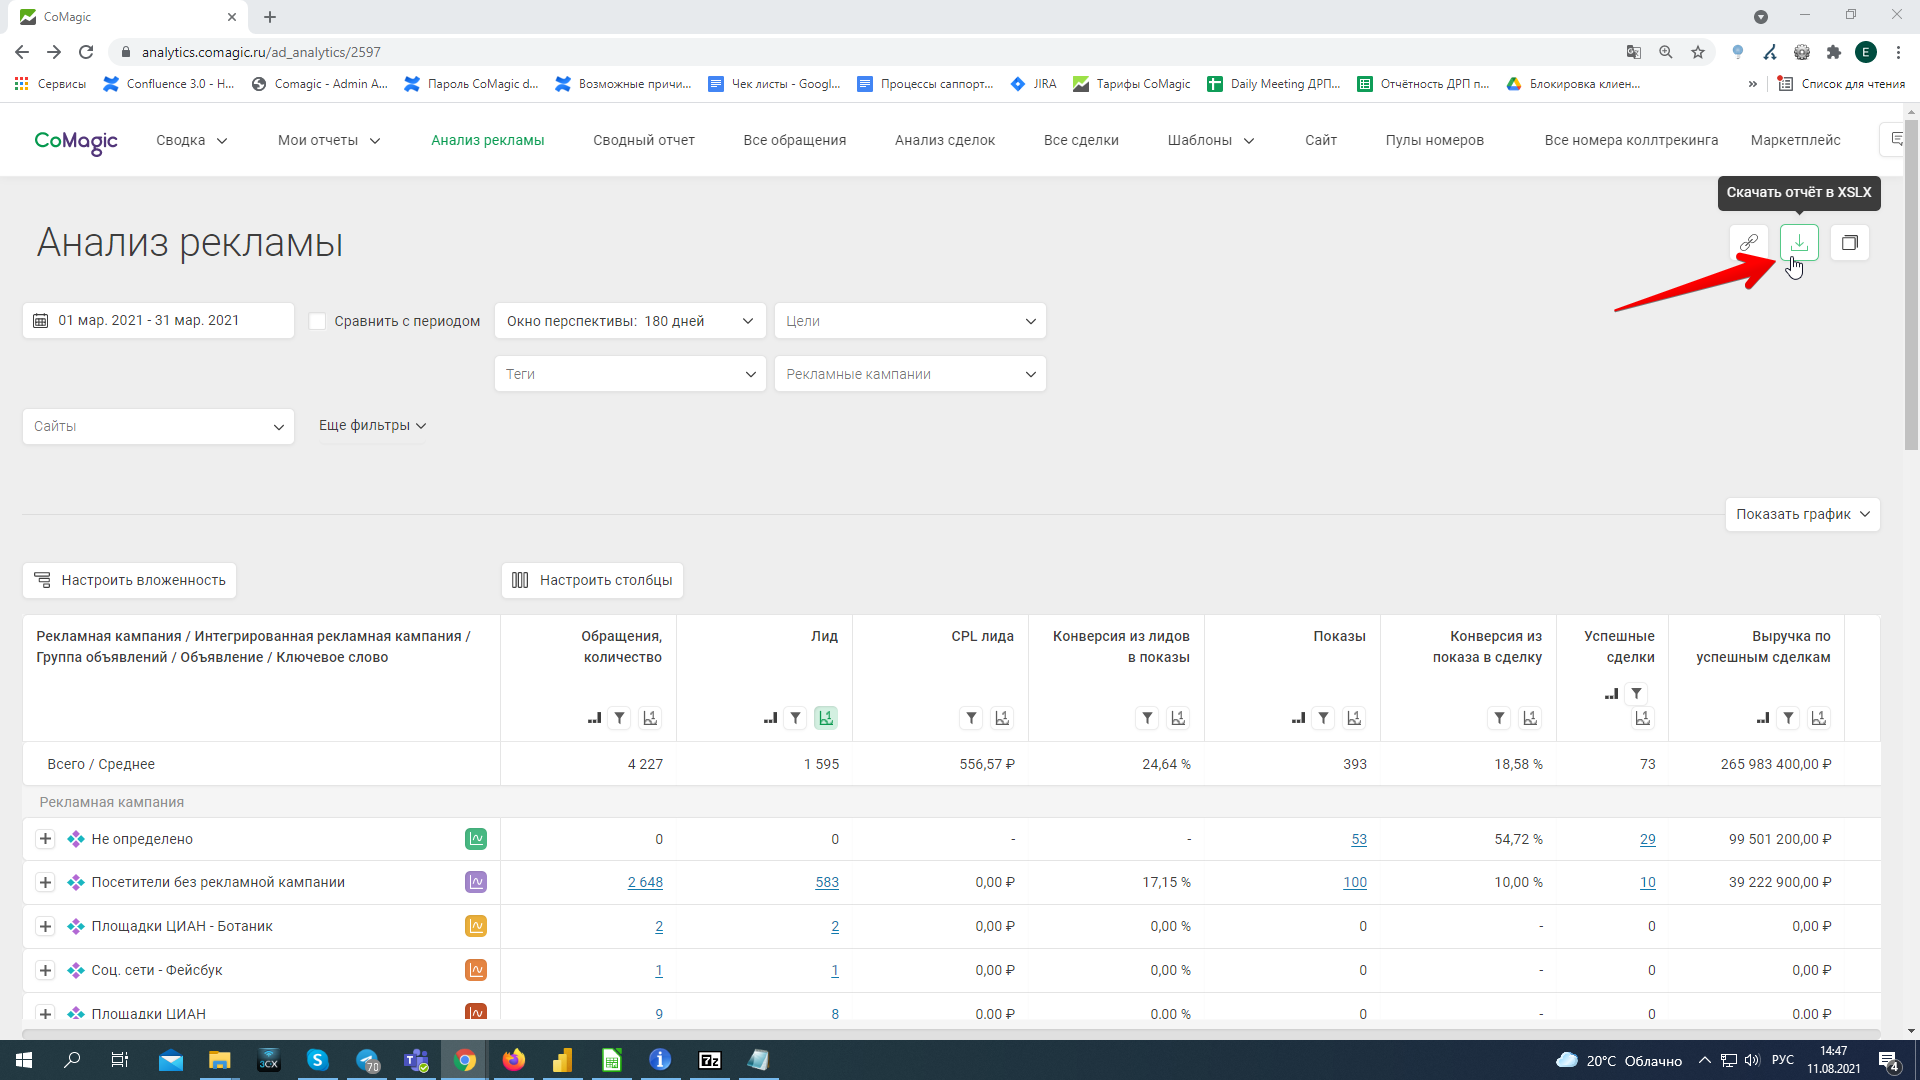 CoMagic
analytics.comagic.ru/ad_analytics/2597
E
Сервисы
Confluence 3.0 - Н...
Comagic - Admin A...
Пароль CoMagic d...
Возможные причи...
Чек листы - Googl...
Процессы саппорт...
JIRA
Тарифы CoMagic
Daily Meeting ДРП...
Отчётность ДРП п...
Блокировка клиен...
»
Список для чтения
CoMagic
Сводка
Мои отчеты
Анализ рекламы
Сводный отчет
Все обращения
Анализ сделок
Все сделки
Шаблоны
Сайт
Пулы номеров
Все номера коллтрекинга
Маркетплейс
Скачать отчёт в XSLX
Анализ рекламы
01 мар. 2021 - 31 мар. 2021
Сравнить с периодом
Окно перспективы: 180 дней
Цели
Теги
Рекламные кампании
Сайты
Еще фильтры
Показать график
Настроить вложенность
Настроить столбцы
Рекламная кампания / Интегрированная рекламная кампания /
Группа объявлений / Объявление / Ключевое слово
Обращения,
количество
Лид
CPL лида
Конверсия из лидов
в показы
Показы
Конверсия из
показа в сделку
Успешные
сделки
Выручка по
успешным сделкам
Всего / Среднее 4 227 1 595 556,57 ₽ 24,64 % 393 18,58 % 73 265 983 400,00 ₽
Рекламная кампания
Не определено 0 0 - - 53 54,72 % 29 99 501 200,00 ₽
Посетители без рекламной кампании 2 648 583 0,00 ₽ 17,15 % 100 10,00 % 10 39 222 900,00 ₽
Площадки ЦИАН - Ботаник 2 2 0,00 ₽ 0,00 % 0 - 0 0,00 ₽
Соц. сети - Фейсбук 1 1 0,00 ₽ 0,00 % 0 - 0 0,00 ₽
Площадки ЦИАН 9 8 0,00 ₽ 0,00 % 0 - 0 0,00 ₽
3CX
70
7z
20°C Облачно
РУС
14:47
11.08.2021
4